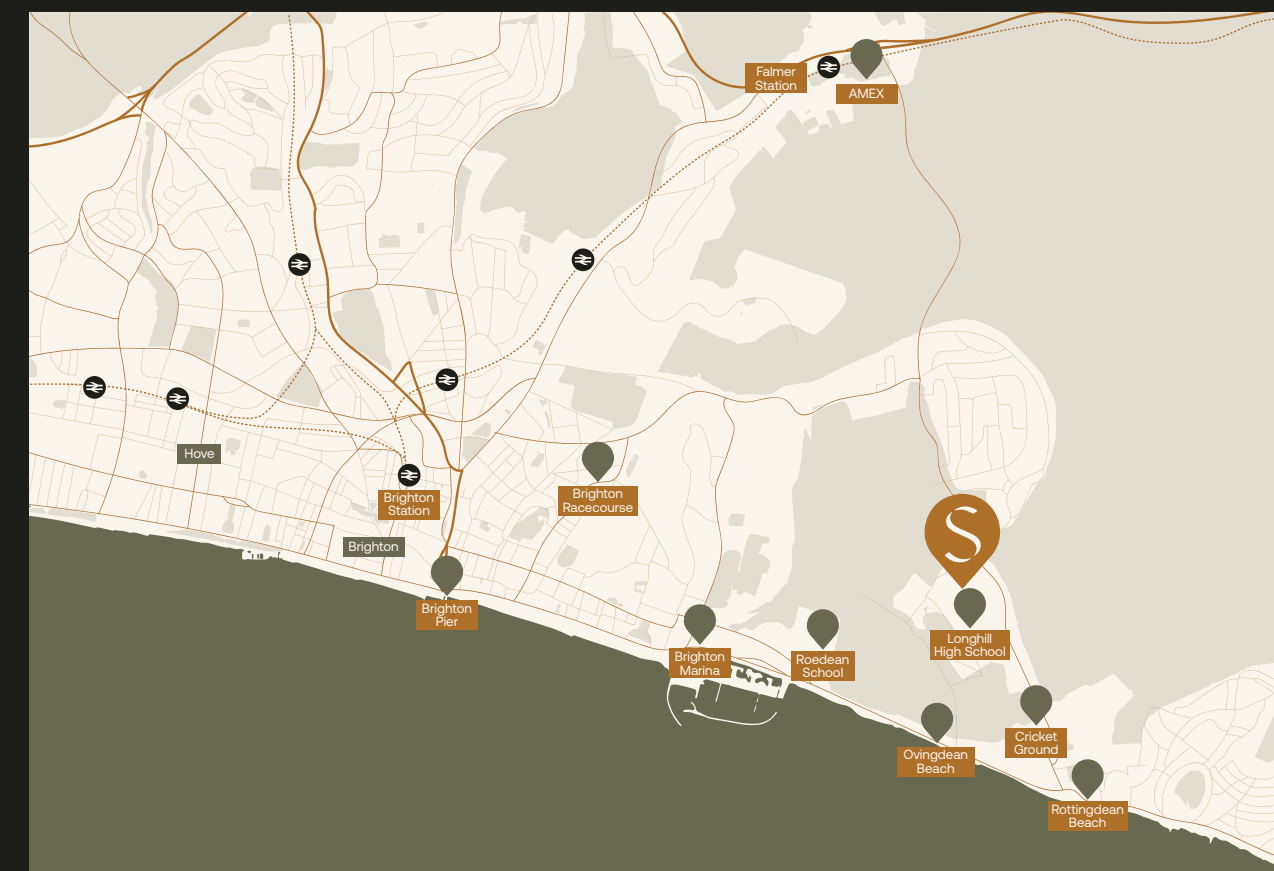 Falmer
Station
AMEX
Hove
Brighton
Station
Brighton
Racecourse
Brighton
Brighton
Pier
S
Longhill
High School
Brighton
Marina
Roedean
School
Cricket
Ground
Ovingdean
Beach
Rottingdean
Beach